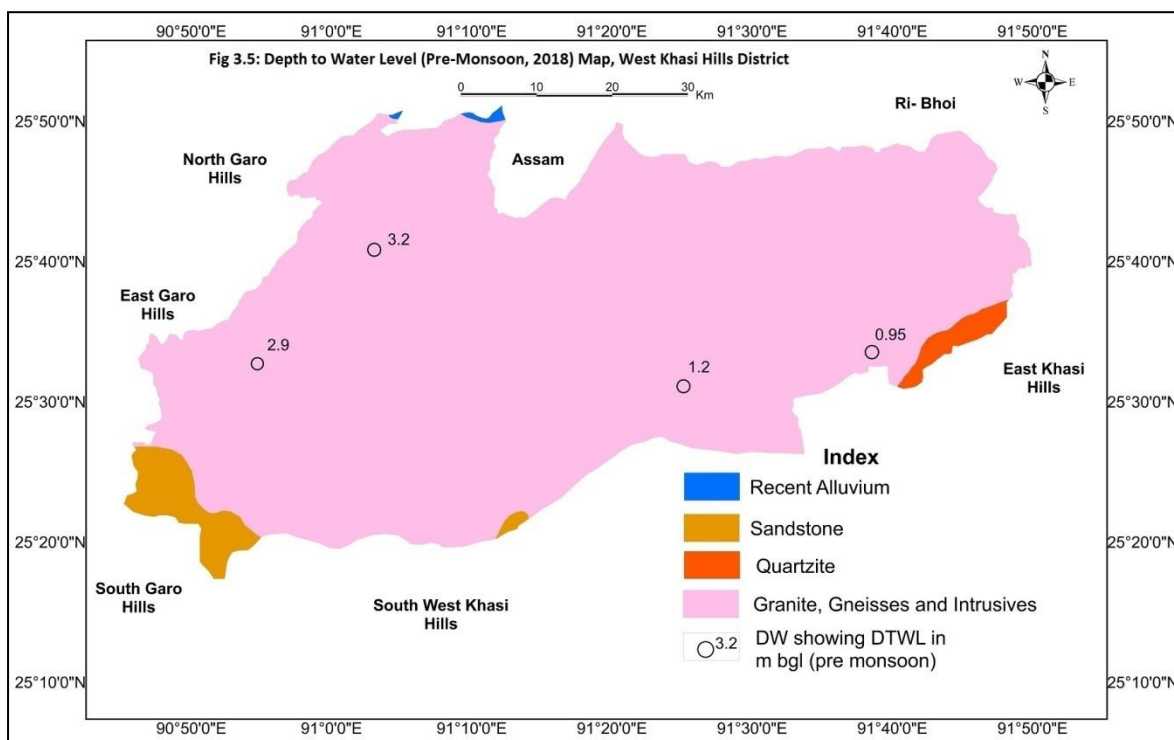 90°50'0"E 91°0'0"E 91°10'0"E 91°20'0"E 91°30'0"E 91°40'0"E 91°50'0"E
Fig 3.5: Depth to Water Level (Pre-Monsoon, 2018) Map, West Khasi Hills District
0 10 20 30
Km
N
W E
S
Ri- Bhoi
25°50'0"N 25°50'0"N
North Garo
Hills
Assam
3.2
25°40'0"N 25°40'0"N
East Garo
Hills
2.9
0.95
1.2
East Khasi
Hills
25°30'0"N 25°30'0"N
Index
Recent Alluvium
Sandstone
25°20'0"N 25°20'0"N
Quartzite
South Garo
Hills
South West Khasi
Hills
Granite, Gneisses and Intrusives
3.2 DW showing DTWL in
m bgl (pre monsoon)
25°10'0"N 25°10'0"N
90°50'0"E 91°0'0"E 91°10'0"E 91°20'0"E 91°30'0"E 91°40'0"E 91°50'0"E